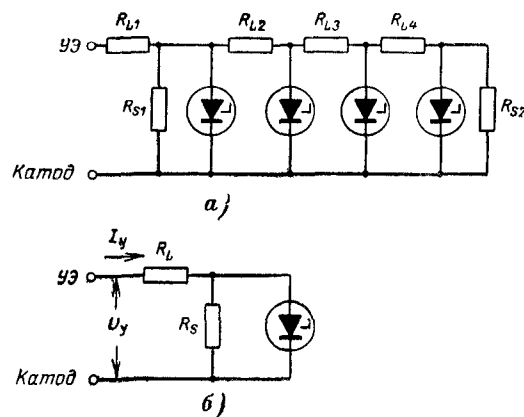 R_L1 R_L2 R_L3 R_L4
УЭ
R_S1 R_S2
Катод
а)
I_у R_L
УЭ
U_у R_S
Катод
б)